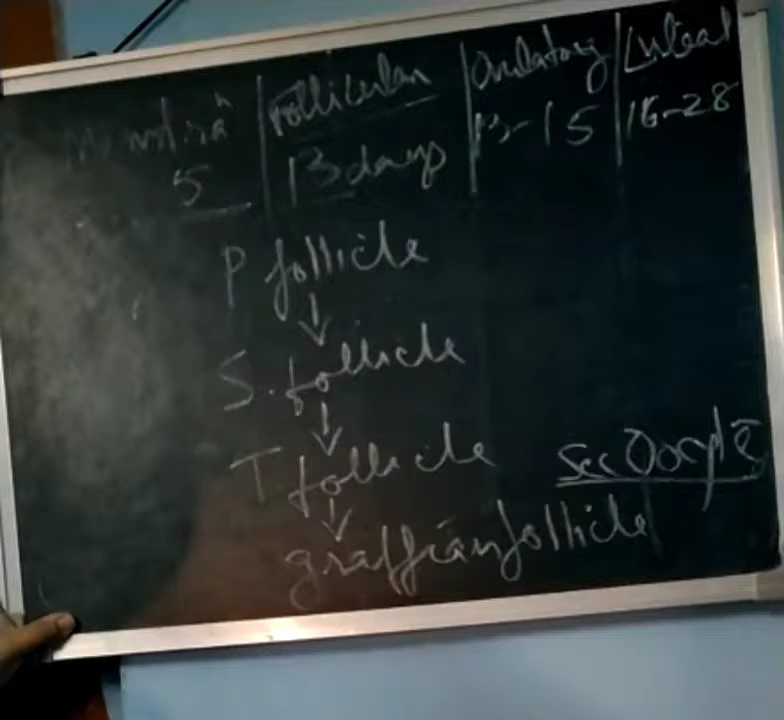 Follicular Ovulatory Luteal
5 13 days 13-15 16-28
P follicle
S. follicle
T follicle Sec Oocyte
graffian follicle